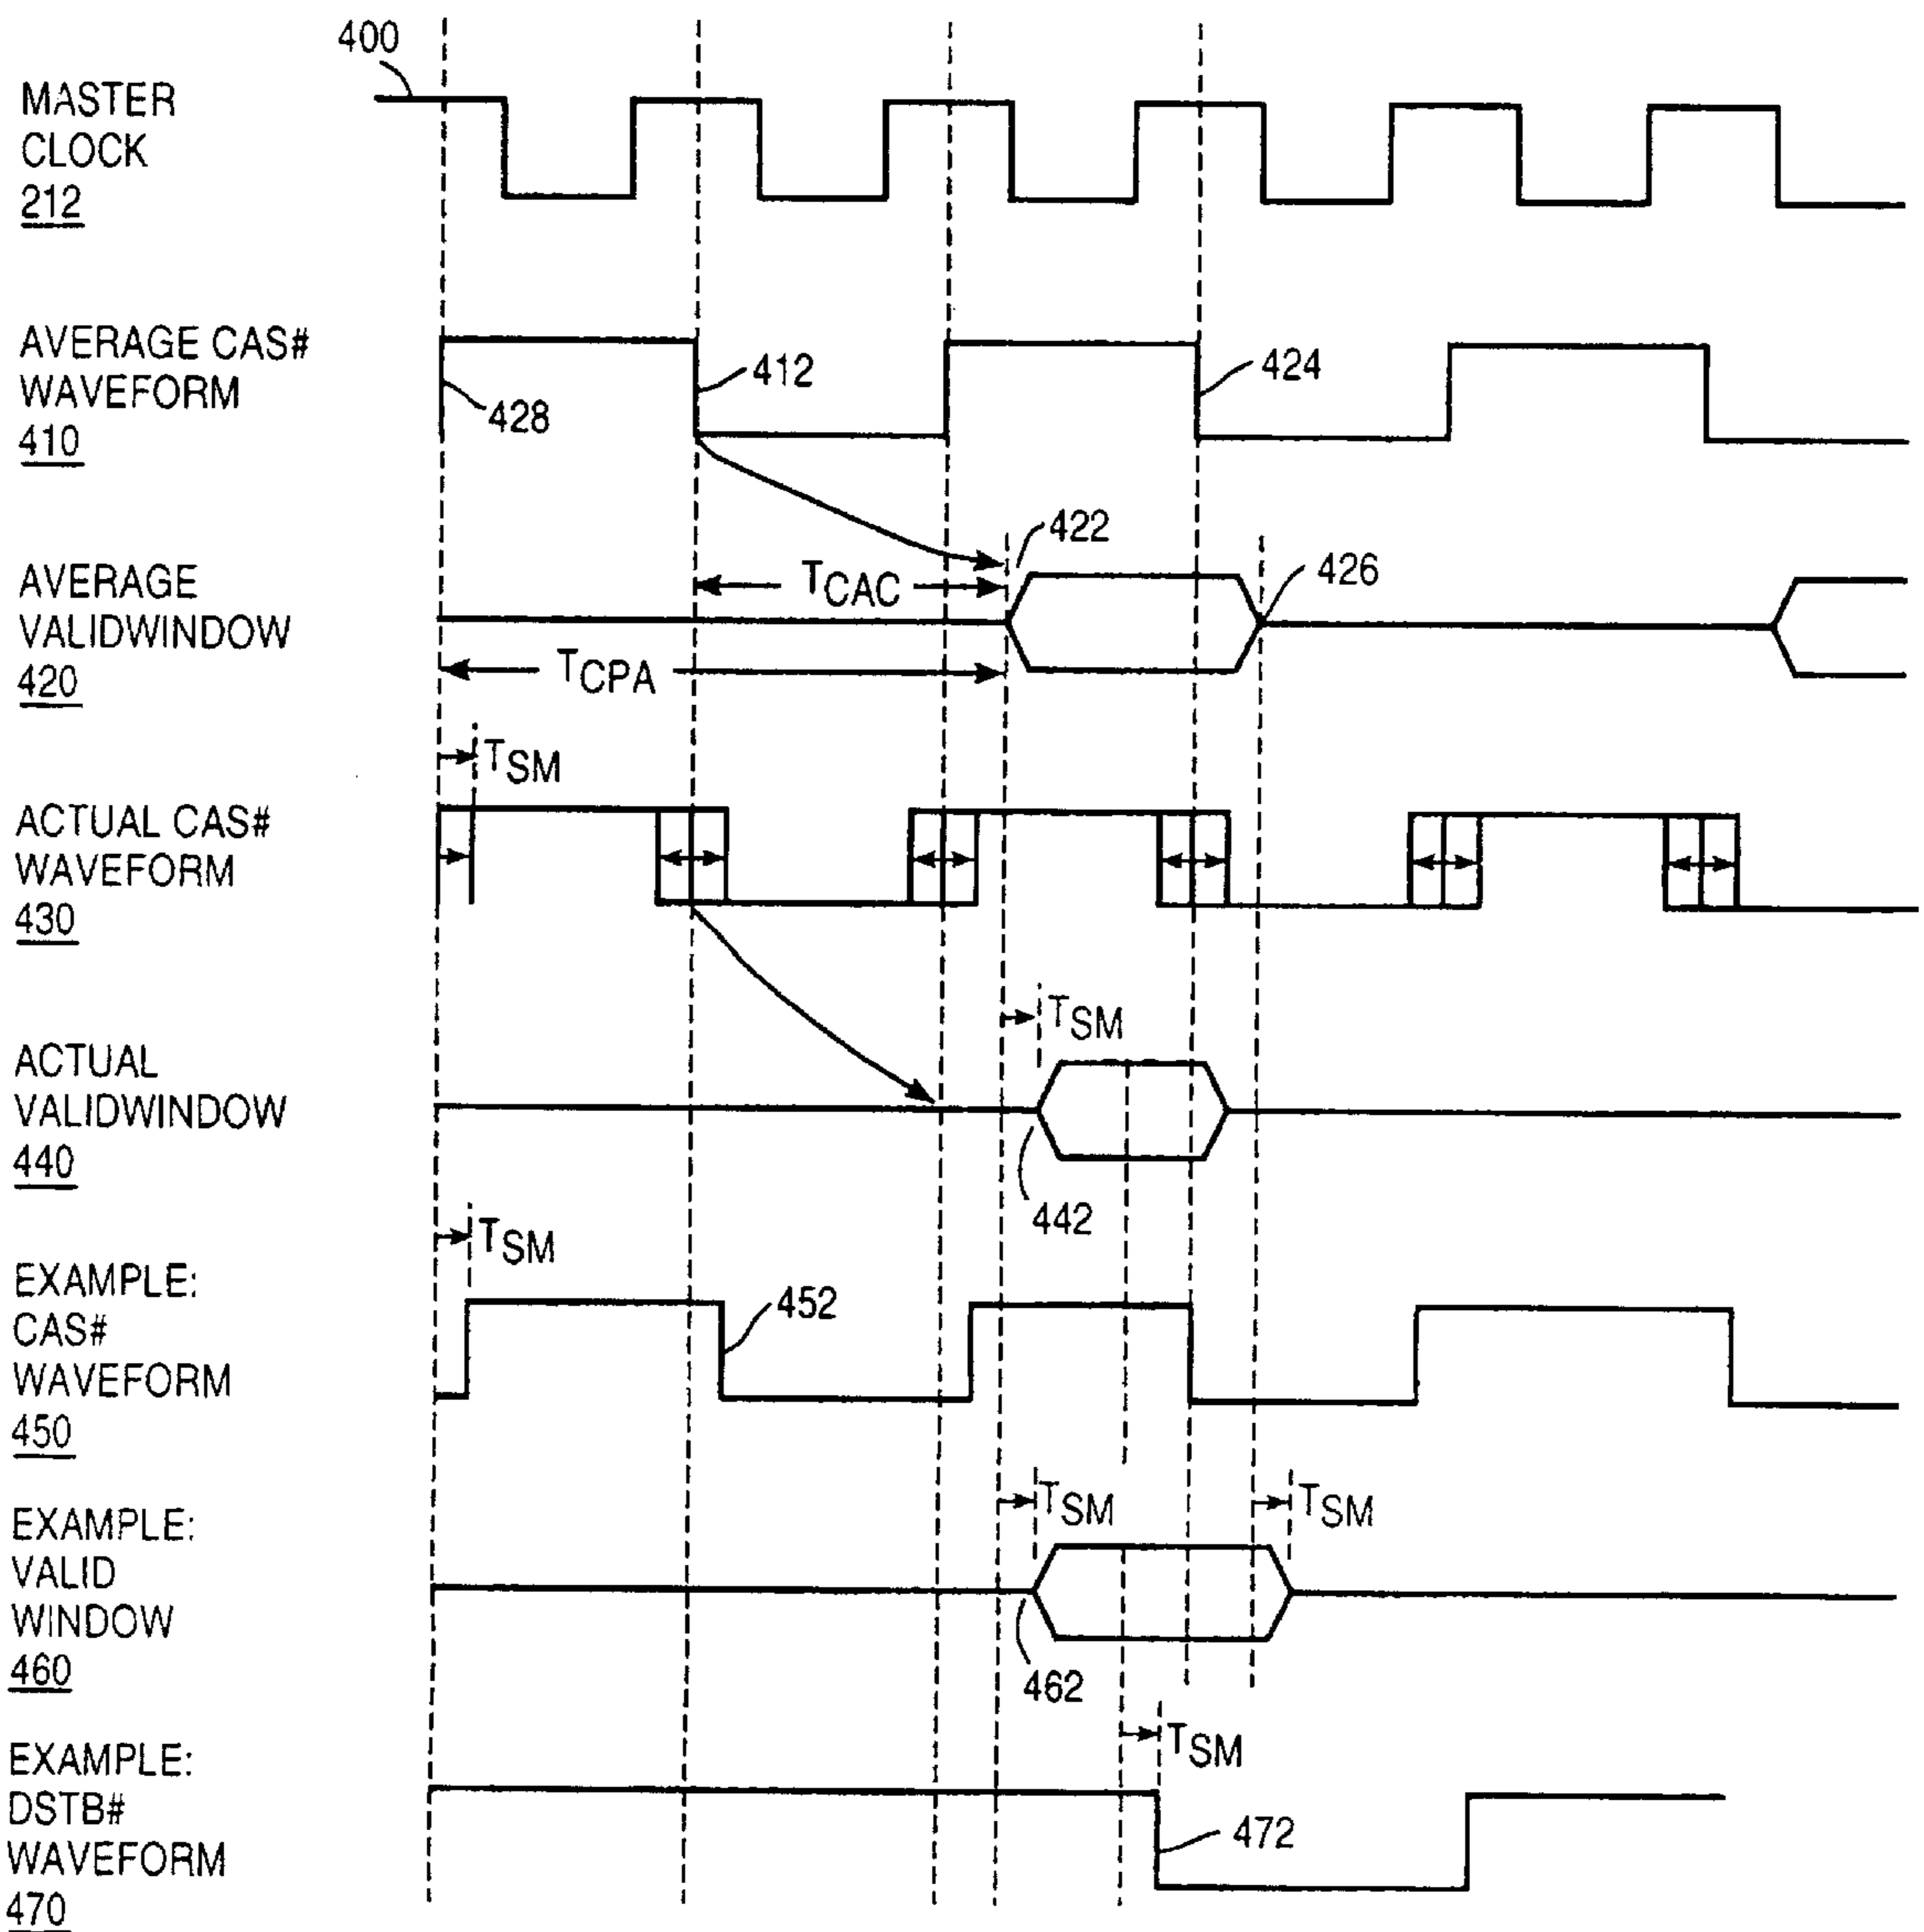 400
MASTER
CLOCK
212
AVERAGE CAS#
WAVEFORM
410
428
412
424
AVERAGE
VALIDWINDOW
420
422
426
TCAC
TCPA
TSM
ACTUAL CAS#
WAVEFORM
430
TSM
ACTUAL
VALIDWINDOW
440
442
TSM
EXAMPLE:
CAS#
WAVEFORM
450
452
TSM
TSM
EXAMPLE:
VALID
WINDOW
460
462
TSM
EXAMPLE:
DSTB#
WAVEFORM
470
472